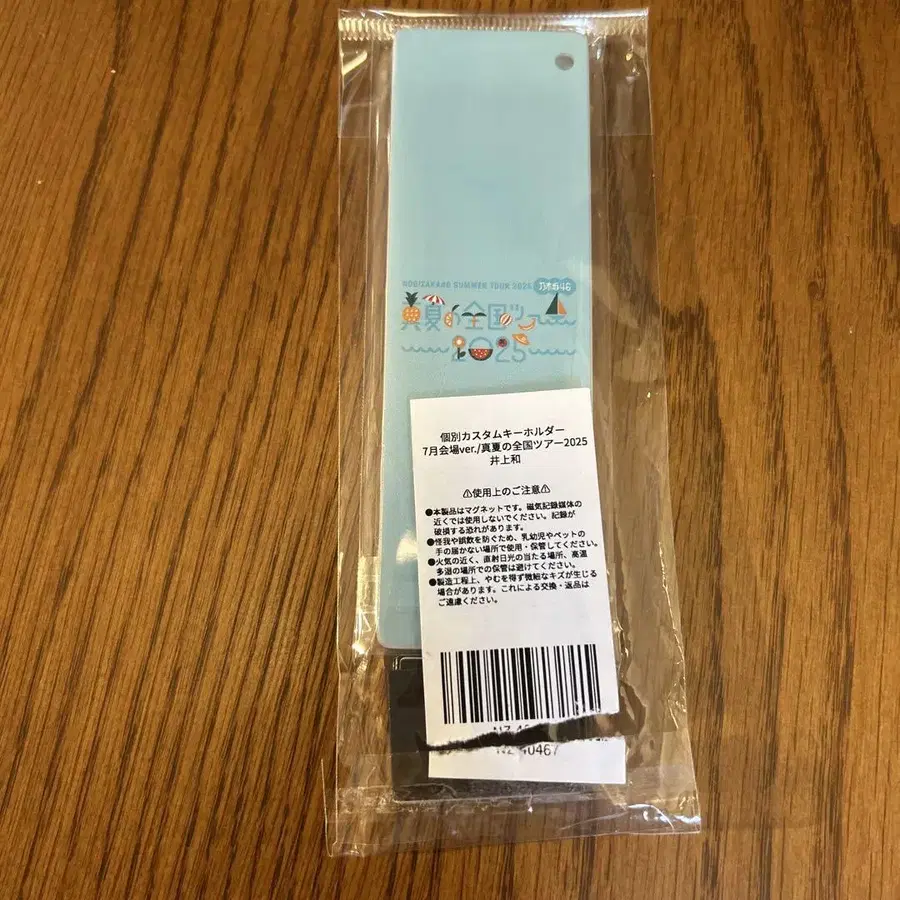 NOGIZAKA46 SUMMER TOUR 2025 乃木坂46
真夏の全国ツアー
2025
個別カスタムキーホルダー
7月会場ver./真夏の全国ツアー2025
井上和
⚠使用上のご注意⚠
●本製品はマグネットです。磁気記録媒体の
近くでは使用しないでください。記録が
破損する恐れがあります。
●怪我や誤飲を防ぐため、乳幼児やペットの
手の届かない場所で使用・保管してください。
●火気の近く、直射日光の当たる場所、高温
多湿の場所での保管は避けてください。
●製造工程上、やむを得ず微細なキズが生じる
場合があります。これによる交換・返品は
ご遠慮ください。
NZ
NZ 40467